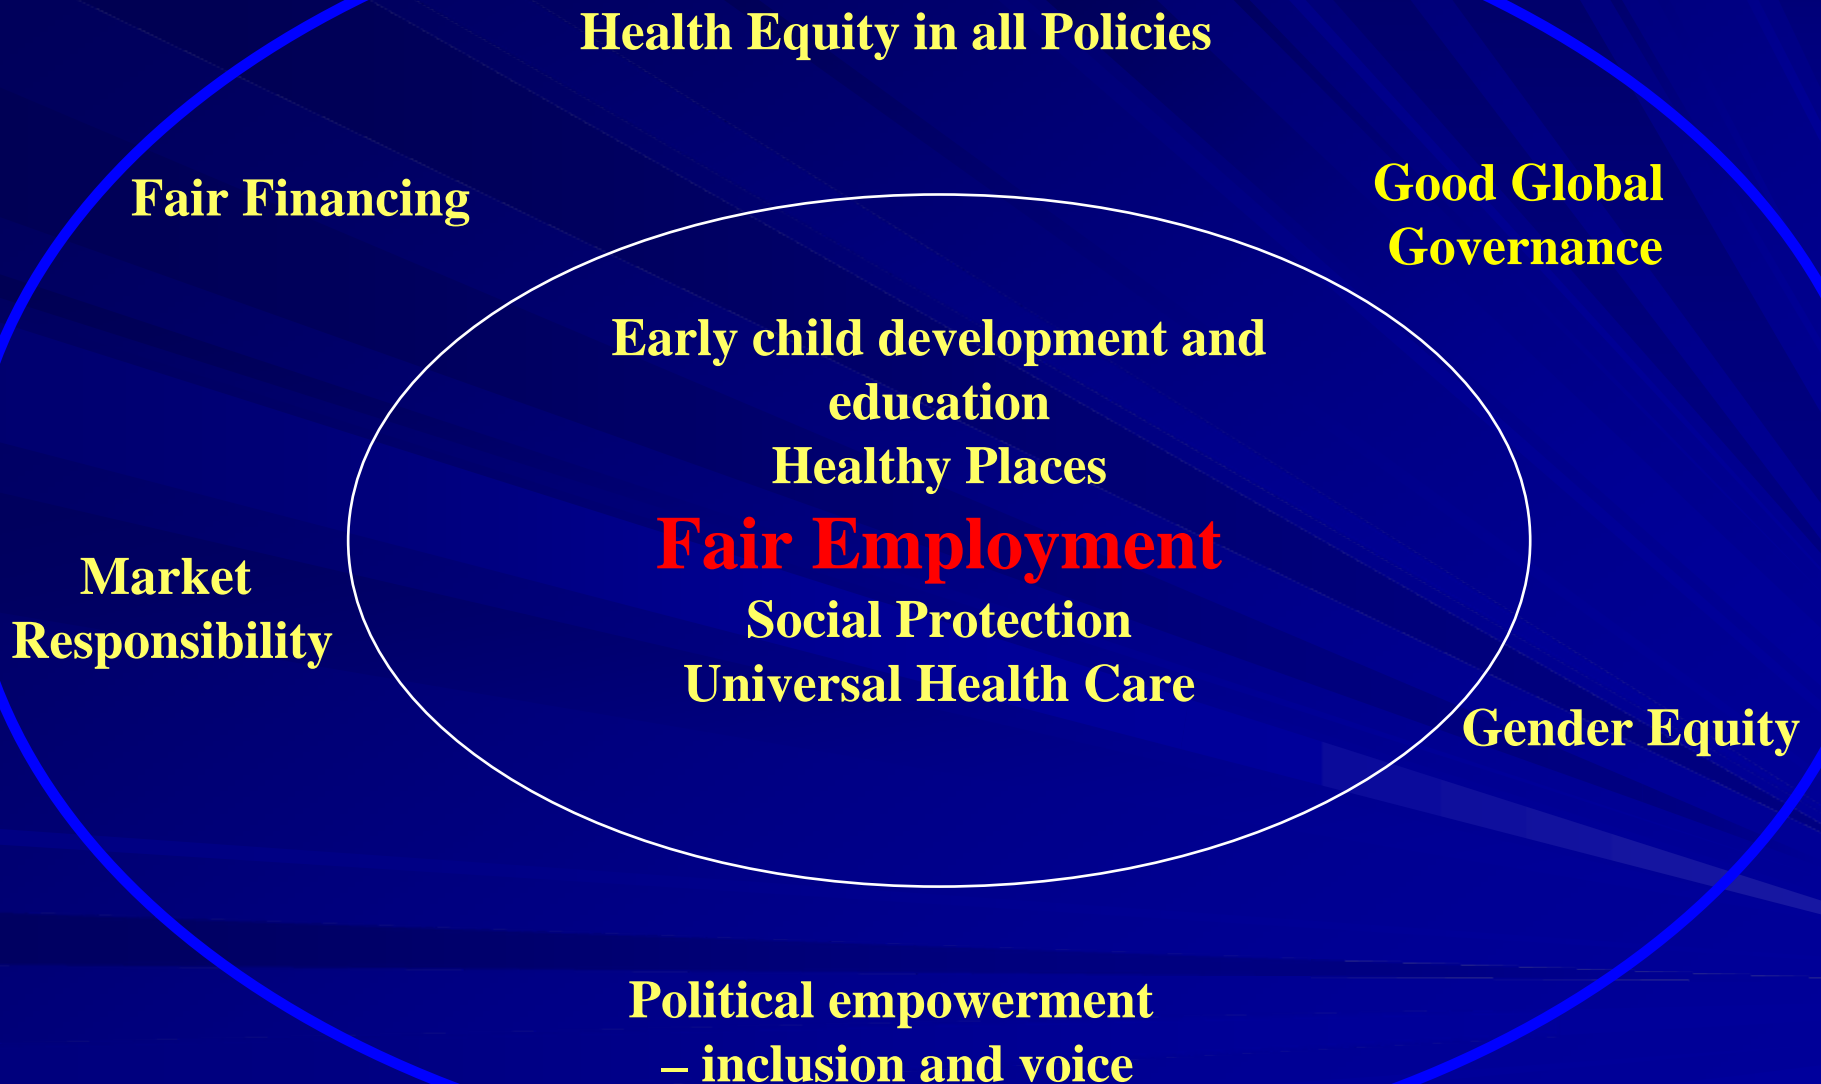 Health Equity in all Policies
Fair Financing
Good Global
Governance
Early child development and
education
Healthy Places
Fair Employment
Social Protection
Universal Health Care
Market
Responsibility
Gender Equity
Political empowerment
– inclusion and voice